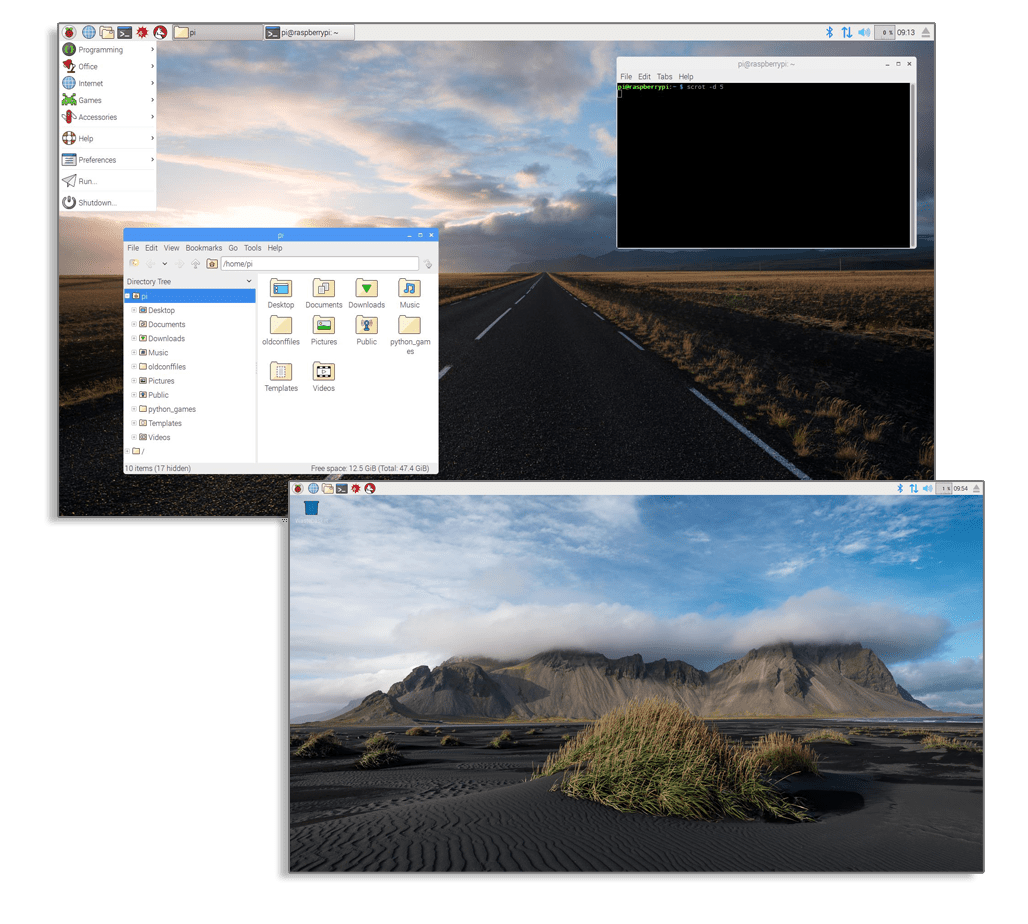 pi
pi@raspberrypi: ~
0 %
09:13
Programming
Office
Internet
Games
Accessories
Help
Preferences
Run...
Shutdown...
pi@raspberrypi: ~
File Edit Tabs Help
pi@raspberrypi:~ $ scrot -d 5
pi
File Edit View Bookmarks Go Tools Help
/home/pi
Directory Tree
pi
Desktop
Documents
Downloads
Music
oldconffiles
Pictures
Public
python_games
Templates
Videos
/
Desktop Documents Downloads Music
oldconffiles Pictures Public python_gam
es
Templates Videos
10 items (17 hidden)
Free space: 12.5 GiB (Total: 47.4 GiB)
1 %
09:54